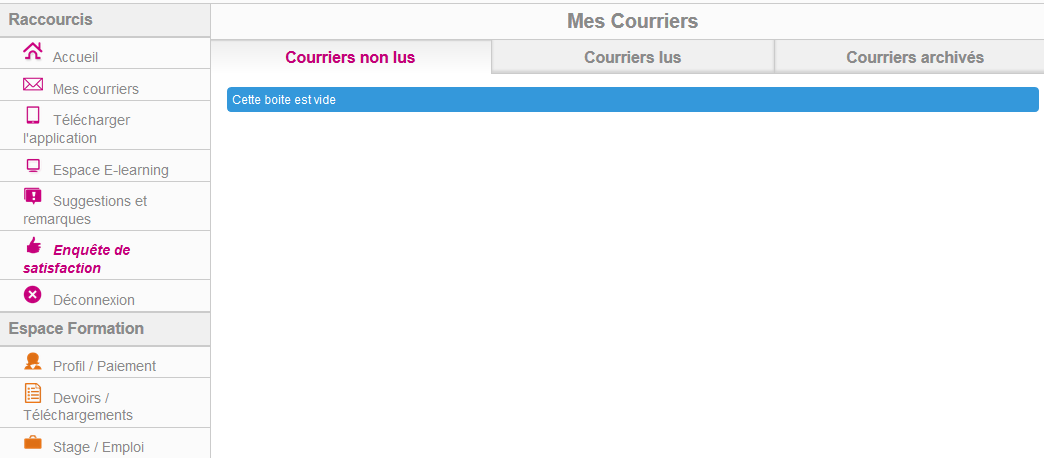 Raccourcis
Accueil
Mes courriers
Télécharger
l'application
Espace E-learning
Suggestions et
remarques
Enquête de
satisfaction
Déconnexion
Espace Formation
Profil / Paiement
Devoirs /
Téléchargements
Stage / Emploi
Mes Courriers
Courriers non lus
Courriers lus
Courriers archivés
Cette boite est vide